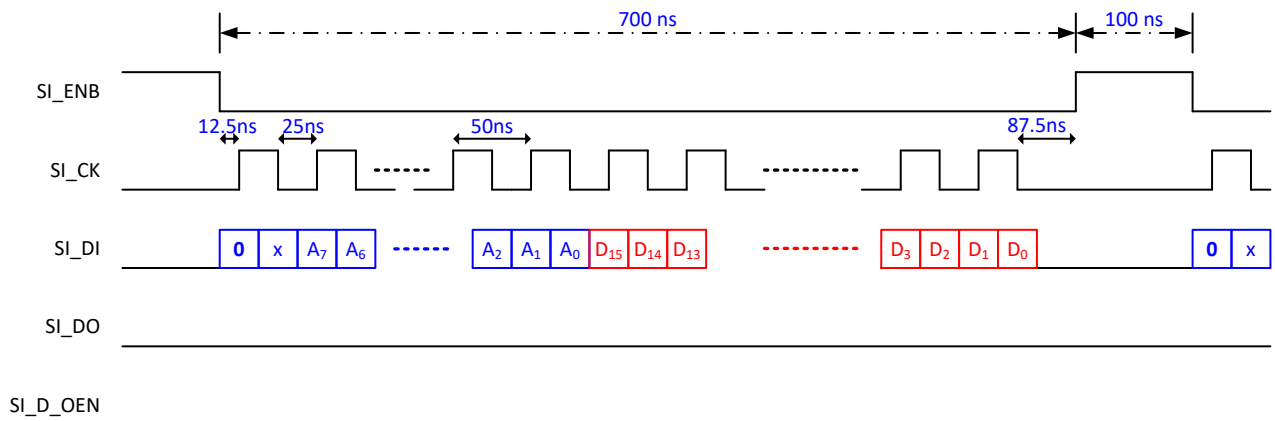 700 ns 100 ns
SI_ENB
12.5ns 25ns 50ns 87.5ns
SI_CK
SI_DI 0 x A7 A6 A2 A1 A0 D15 D14 D13 D3 D2 D1 D0 0 x
SI_DO
SI_D_OEN